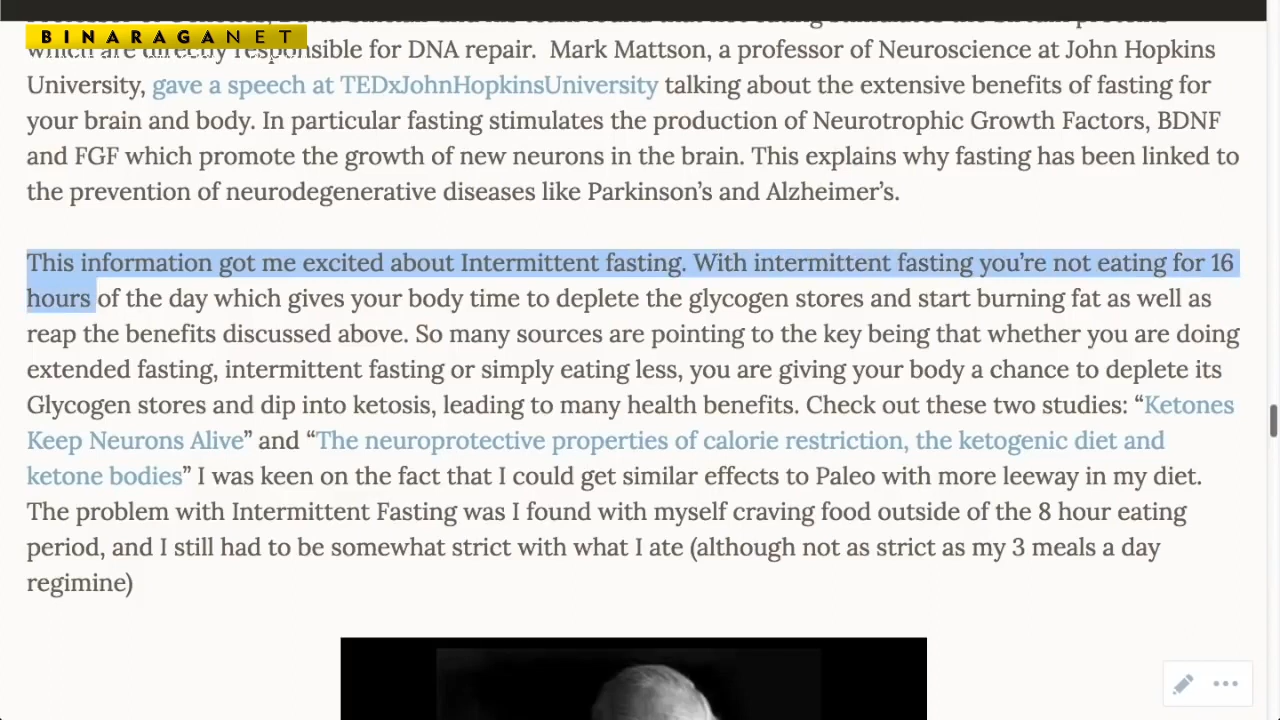 BINARAGANET
which are directly responsible for DNA repair. Mark Mattson, a professor of Neuroscience at John Hopkins
University, gave a speech at TEDxJohnHopkinsUniversity talking about the extensive benefits of fasting for
your brain and body. In particular fasting stimulates the production of Neurotrophic Growth Factors, BDNF
and FGF which promote the growth of new neurons in the brain. This explains why fasting has been linked to
the prevention of neurodegenerative diseases like Parkinson’s and Alzheimer’s.
This information got me excited about Intermittent fasting. With intermittent fasting you’re not eating for 16
hours of the day which gives your body time to deplete the glycogen stores and start burning fat as well as
reap the benefits discussed above. So many sources are pointing to the key being that whether you are doing
extended fasting, intermittent fasting or simply eating less, you are giving your body a chance to deplete its
Glycogen stores and dip into ketosis, leading to many health benefits. Check out these two studies: “Ketones
Keep Neurons Alive” and “The neuroprotective properties of calorie restriction, the ketogenic diet and
ketone bodies” I was keen on the fact that I could get similar effects to Paleo with more leeway in my diet.
The problem with Intermittent Fasting was I found with myself craving food outside of the 8 hour eating
period, and I still had to be somewhat strict with what I ate (although not as strict as my 3 meals a day
regimine)